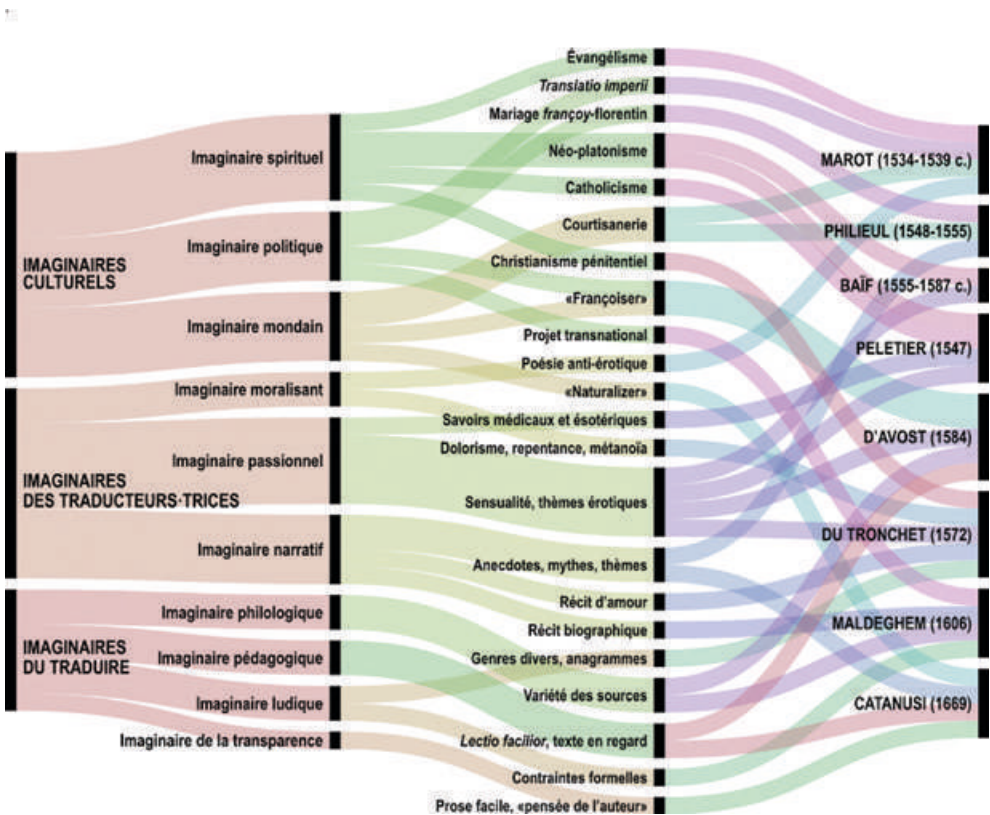 IMAGINAIRES
CULTURELS
IMAGINAIRES
DES TRADUCTEURS·TRICES
IMAGINAIRES
DU TRADUIRE
Imaginaire spirituel
Imaginaire politique
Imaginaire mondain
Imaginaire moralisant
Imaginaire passionnel
Imaginaire narratif
Imaginaire philologique
Imaginaire pédagogique
Imaginaire ludique
Imaginaire de la transparence
Évangélisme
Translatio imperii
Mariage françoy-florentin
Néo-platonisme
Catholicisme
Courtisanerie
Christianisme pénitentiel
«Françoiser»
Projet transnational
Poésie anti-érotique
«Naturalizer»
Savoirs médicaux et ésotériques
Dolorisme, repentance, métanoïa
Sensualité, thèmes érotiques
Anecdotes, mythes, thèmes
Récit d'amour
Récit biographique
Genres divers, anagrammes
Variété des sources
Lectio facilior, texte en regard
Contraintes formelles
Prose facile, «pensée de l'auteur»
MAROT (1534-1539 c.)
PHILIEUL (1548-1555)
BAÏF (1555-1587 c.)
PELETIER (1547)
D'AVOST (1584)
DU TRONCHET (1572)
MALDEGHEM (1606)
CATANUSI (1669)